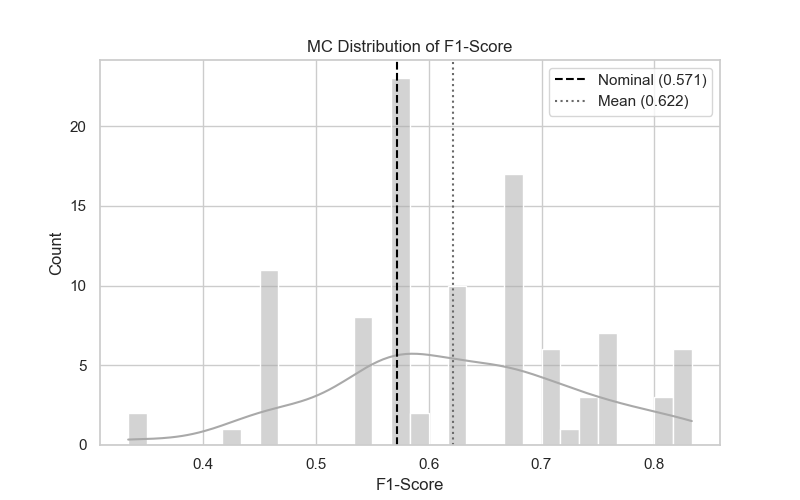 MC Distribution of F1-Score
Nominal (0.571)
Mean (0.622)
Count
20
15
10
5
0
0.4 0.5 0.6 0.7 0.8
F1-Score